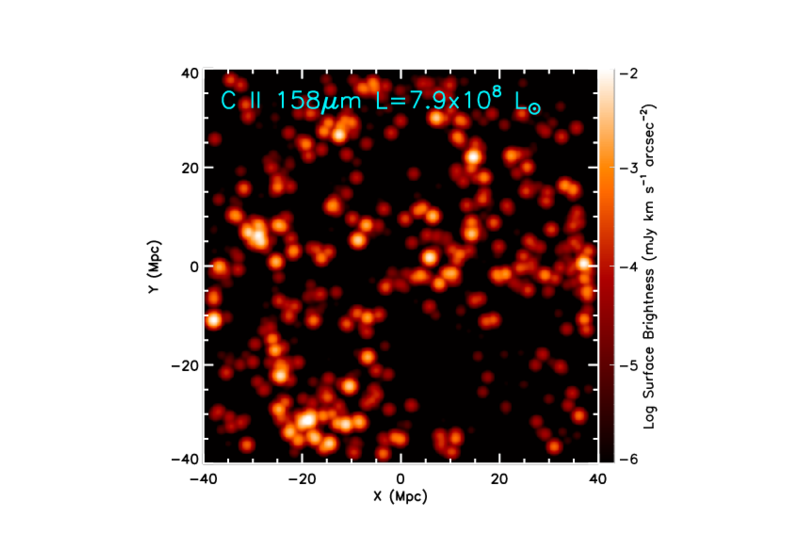 C II 158μm L=7.9x10⁸ L☉
40
20
0
−20
−40
Y (Mpc)
−40 −20 0 20 40
X (Mpc)
−2
−3
−4
−5
−6
Log Surface Brightness (mJy km s⁻¹ arcsec⁻²)